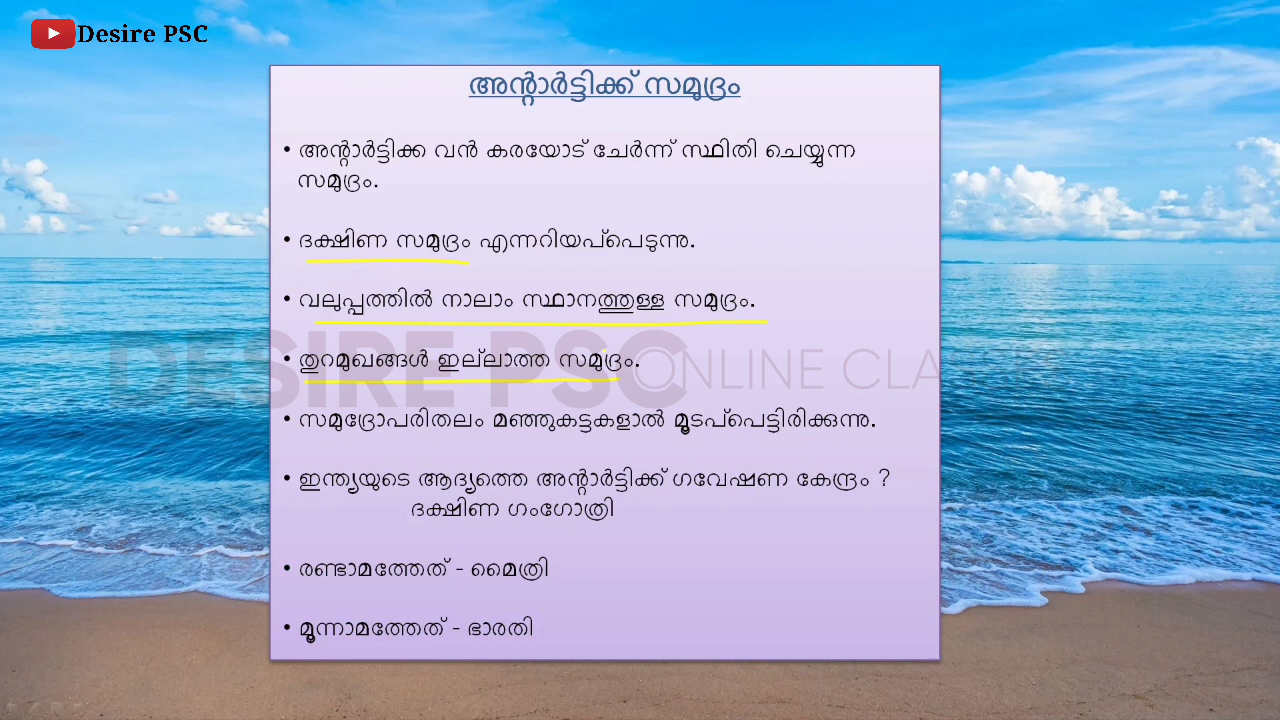 Desire PSC
അന്റാർട്ടിക്ക് സമുദ്രം
• അന്റാർട്ടിക്ക വൻ കരയോട് ചേർന്ന് സ്ഥിതി ചെയ്യുന്ന
സമുദ്രം.
• ദക്ഷിണ സമുദ്രം എന്നറിയപ്പെടുന്നു.
• വലുപ്പത്തിൽ നാലാം സ്ഥാനത്തുള്ള സമുദ്രം.
• തുറമുഖങ്ങൾ ഇല്ലാത്ത സമുദ്രം.
DESIRE PSC ONLINE CLA
• സമുദ്രോപരിതലം മഞ്ഞുകട്ടകളാൽ മൂടപ്പെട്ടിരിക്കുന്നു.
• ഇന്ത്യയുടെ ആദ്യത്തെ അന്റാർട്ടിക്ക് ഗവേഷണ കേന്ദ്രം ?
ദക്ഷിണ ഗംഗോത്രി
• രണ്ടാമത്തേത് - മൈത്രി
• മൂന്നാമത്തേത് - ഭാരതി